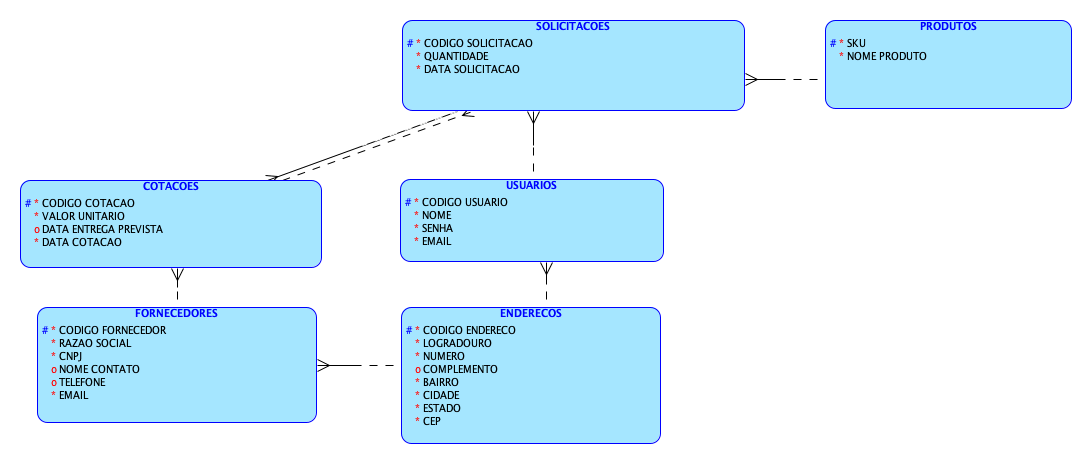 SOLICITACOES
# * CODIGO SOLICITACAO
* QUANTIDADE
* DATA SOLICITACAO
PRODUTOS
# * SKU
* NOME PRODUTO
COTACOES
# * CODIGO COTACAO
* VALOR UNITARIO
o DATA ENTREGA PREVISTA
* DATA COTACAO
USUARIOS
# * CODIGO USUARIO
* NOME
* SENHA
* EMAIL
FORNECEDORES
# * CODIGO FORNECEDOR
* RAZAO SOCIAL
* CNPJ
o NOME CONTATO
o TELEFONE
* EMAIL
ENDERECOS
# * CODIGO ENDERECO
* LOGRADOURO
* NUMERO
o COMPLEMENTO
* BAIRRO
* CIDADE
* ESTADO
* CEP